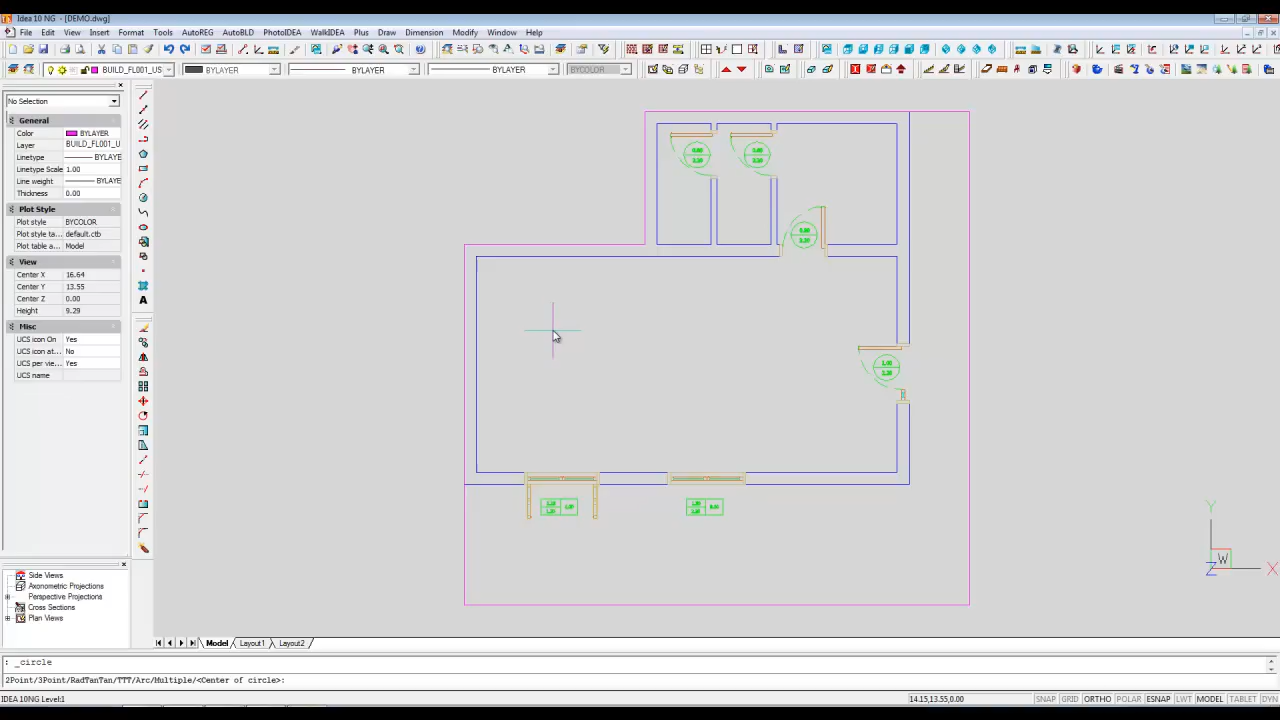 Idea 10 NG - [DEMO.dwg]
File Edit View Insert Format Tools AutoREG AutoBLD PhotoIDEA WalkIDEA Plus Draw Dimension Modify Window Help
BUILD_FL001_US BYLAYER BYLAYER BYLAYER BYCOLOR
No Selection
General
Color BYLAYER
Layer BUILD_FL001_U
Linetype BYLAYE
Linetype Scale 1.00
Line weight BYLAYE
Thickness 0.00
Plot Style
Plot style BYCOLOR
Plot style ta... default.ctb
Plot table a... Model
View
Center X 16.64
Center Y 13.55
Center Z 0.00
Height 9.29
Misc
UCS icon On Yes
UCS icon at... No
UCS per vie... Yes
UCS name
A
Y
W
Z X
Side Views
Axonometric Projections
Perspective Projections
Cross Sections
Plan Views
Model Layout1 Layout2
: _circle
2Point/3Point/RadTanTan/TTT/Arc/Multiple/<Center of circle>:
IDEA 10NG Level:1 14.15,13.55,0.00 SNAP GRID ORTHO POLAR ESNAP LWT MODEL TABLET DYN